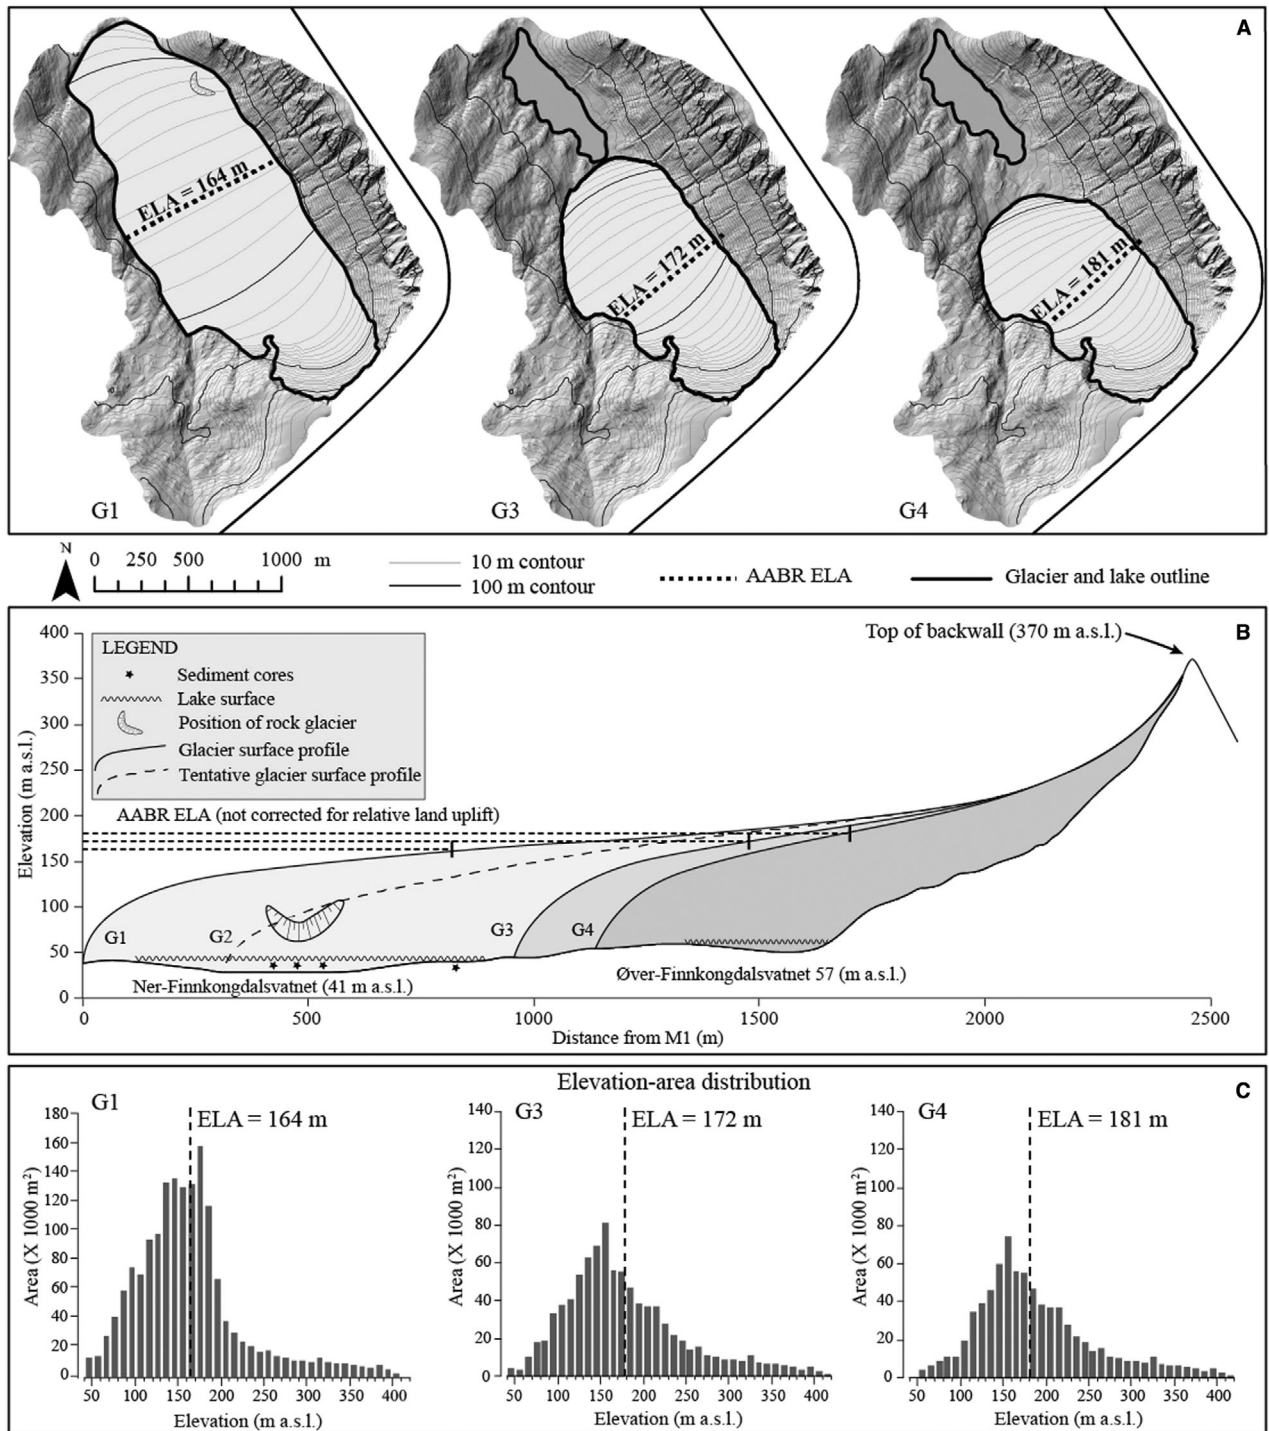 A
ELA = 164 m
ELA = 172 m
ELA = 181 m
G1
G3
G4
N
0 250 500 1000 m
10 m contour
100 m contour
AABR ELA
Glacier and lake outline
B
Top of backwall (370 m a.s.l.)
400
350
300
250
200
150
100
50
0
Elevation (m a.s.l.)
LEGEND
Sediment cores
Lake surface
Position of rock glacier
Glacier surface profile
Tentative glacier surface profile
AABR ELA (not corrected for relative land uplift)
G1
G2
G3
G4
Ner-Finnkongdalsvatnet (41 m a.s.l.)
Øver-Finnkongdalsvatnet 57 (m a.s.l.)
0 500 1000 1500 2000 2500
Distance from M1 (m)
Elevation-area distribution
C
G1
ELA = 164 m
180
160
140
120
100
80
60
40
20
0
Area (X 1000 m²)
50 100 150 200 250 300 350 400
Elevation (m a.s.l.)
G3
ELA = 172 m
140
120
100
80
60
40
20
0
Area (X 1000 m²)
50 100 150 200 250 300 350 400
Elevation (m a.s.l.)
G4
ELA = 181 m
140
120
100
80
60
40
20
0
Area (X 1000 m²)
50 100 150 200 250 300 350 400
Elevation (m a.s.l.)